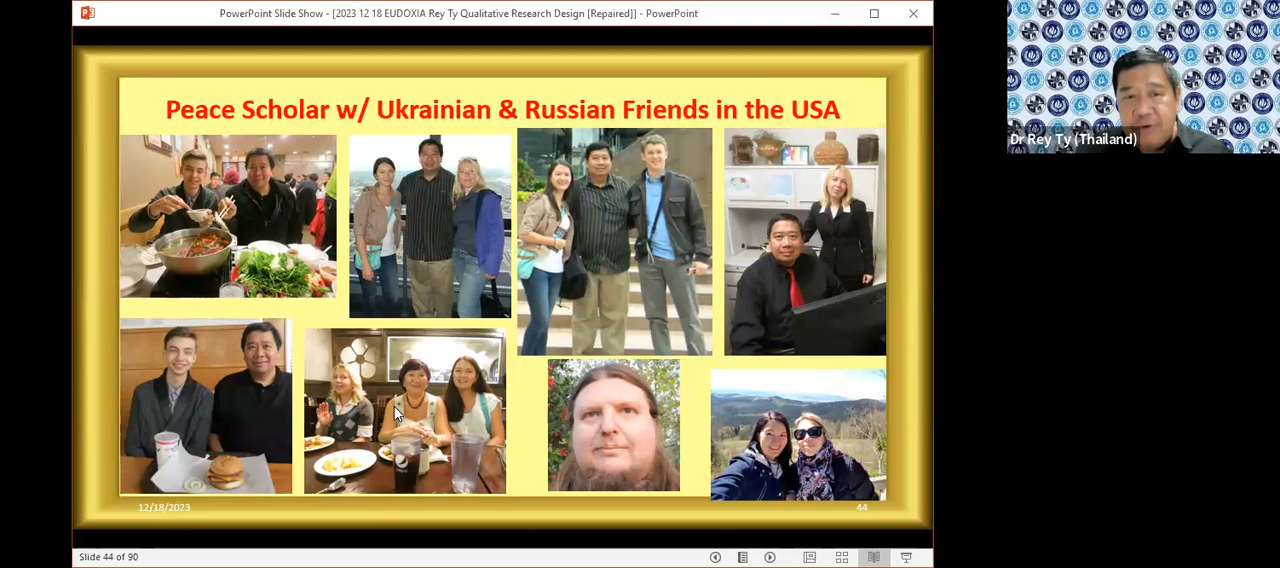 PowerPoint Slide Show - [2023 12 18 EUDOXIA Rey Ty Qualitative Research Design [Repaired]] - PowerPoint
Peace Scholar w/ Ukrainian & Russian Friends in the USA
Dr Rey Ty (Thailand)
12/18/2023
44
Slide 44 of 90